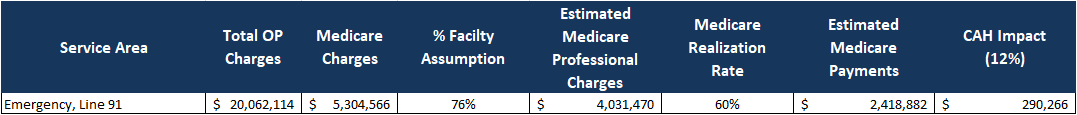 Service Area
Total OP
Charges
Medicare
Charges
% Facilty
Assumption
Estimated
Medicare
Professional
Charges
Medicare
Realization
Rate
Estimated
Medicare
Payments
CAH Impact
(12%)
Emergency, Line 91 $ 20,062,114 $ 5,304,566 76% $ 4,031,470 60% $ 2,418,882 $ 290,266